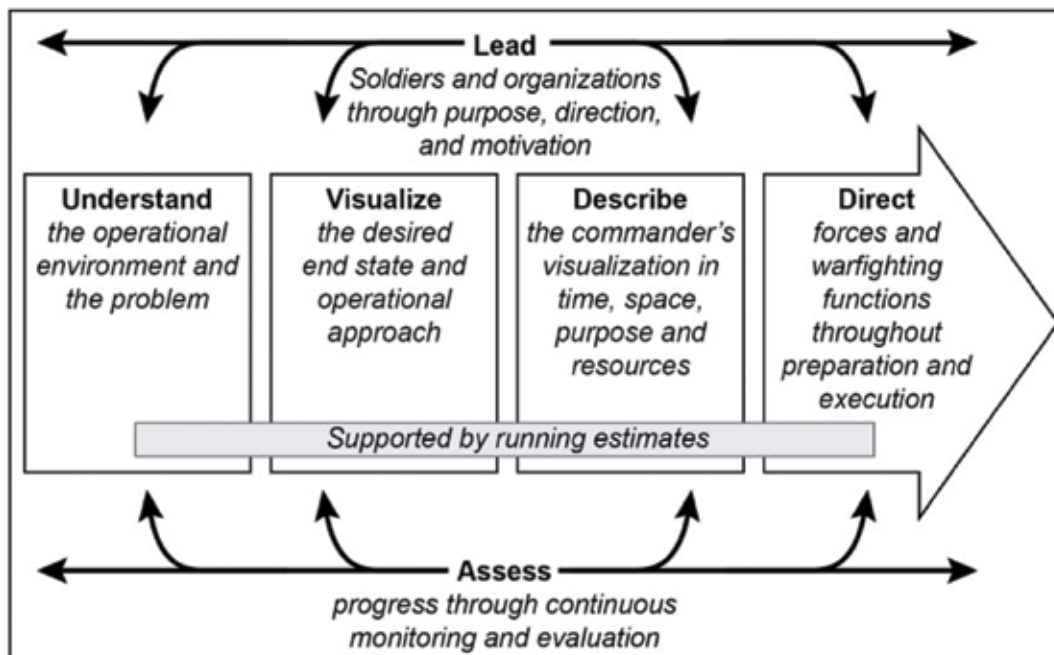 Lead
Soldiers and organizations
through purpose, direction,
and motivation
Understand
the operational
environment and
the problem
Visualize
the desired
end state and
operational
approach
Describe
the commander's
visualization in
time, space,
purpose and
resources
Direct
forces and
warfighting
functions
throughout
preparation and
execution
Supported by running estimates
Assess
progress through continuous
monitoring and evaluation